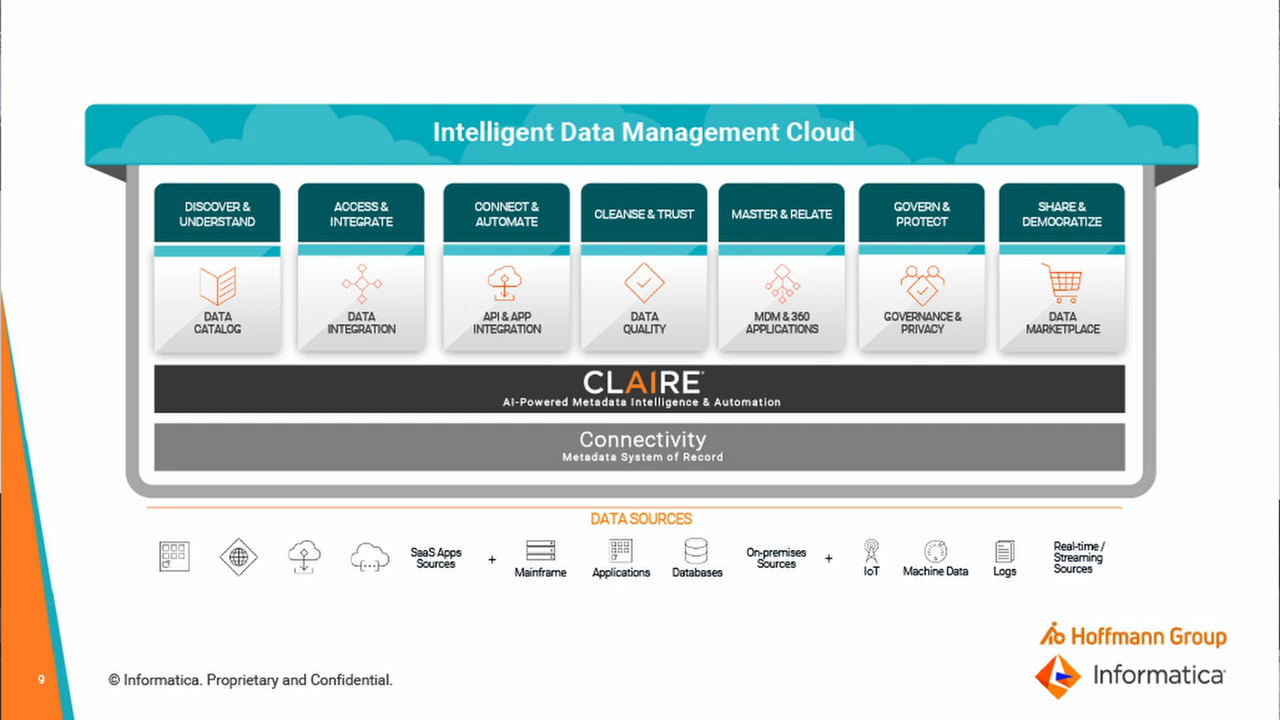 Intelligent Data Management Cloud
DISCOVER &
UNDERSTAND
DATA
CATALOG
ACCESS &
INTEGRATE
DATA
INTEGRATION
CONNECT &
AUTOMATE
API & APP
INTEGRATION
CLEANSE & TRUST
DATA
QUALITY
MASTER & RELATE
MDM & 360
APPLICATIONS
GOVERN &
PROTECT
GOVERNANCE &
PRIVACY
SHARE &
DEMOCRATIZE
DATA
MARKETPLACE
CLAIRE®
AI-Powered Metadata Intelligence & Automation
Connectivity
Metadata System of Record
DATA SOURCES
SaaS Apps
Sources
+
Mainframe
Applications
Databases
On-premises
Sources
+
IoT
Machine Data
Logs
Real-time /
Streaming
Sources
Hoffmann Group
Informatica®
9
© Informatica. Proprietary and Confidential.